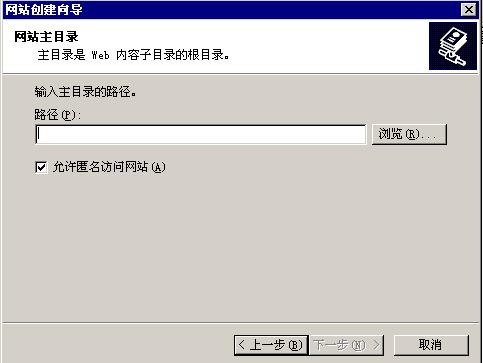 网站创建向导
网站主目录
主目录是 Web 内容子目录的根目录。
输入主目录的路径。
路径(P):
浏览(R)...
允许匿名访问网站(A)
< 上一步(B) 下一步(N) > 取消